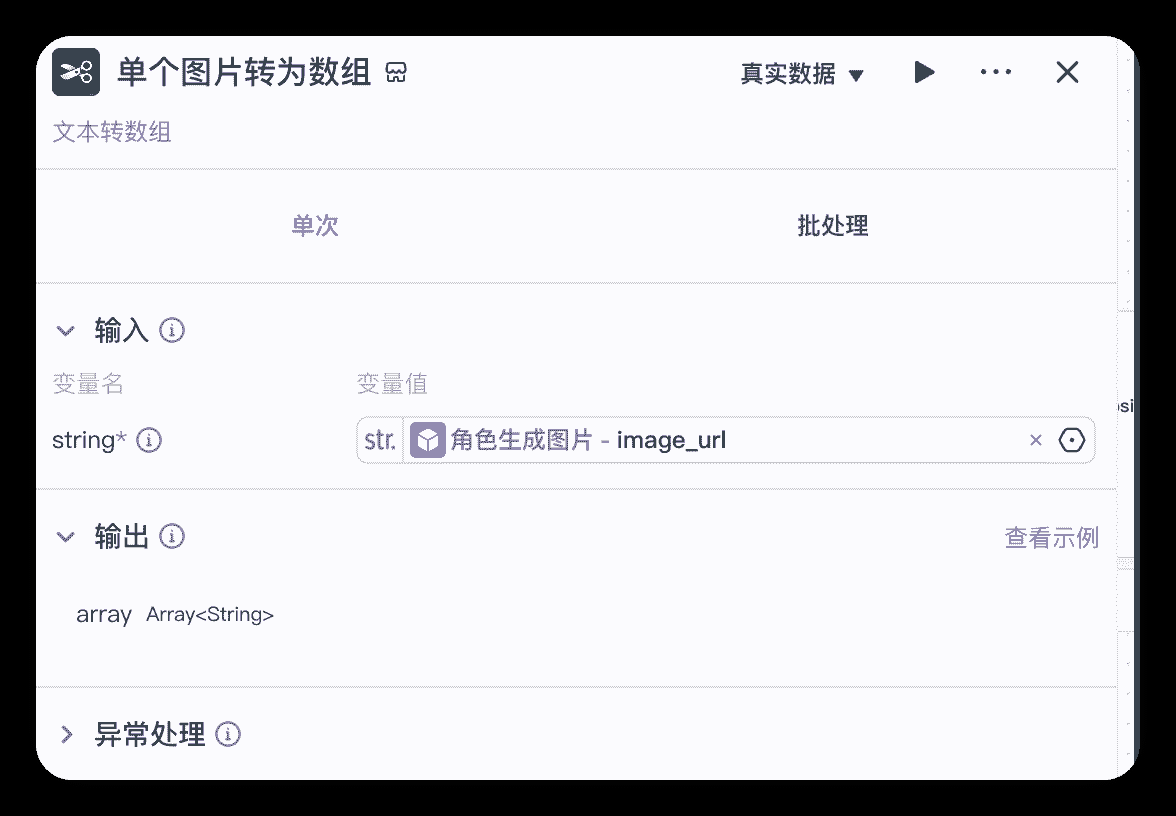 单个图片转为数组
真实数据
文本转数组
单次 批处理
输入
变量名 变量值
string* str. 角色生成图片 - image_url
输出 查看示例
array Array<String>
异常处理